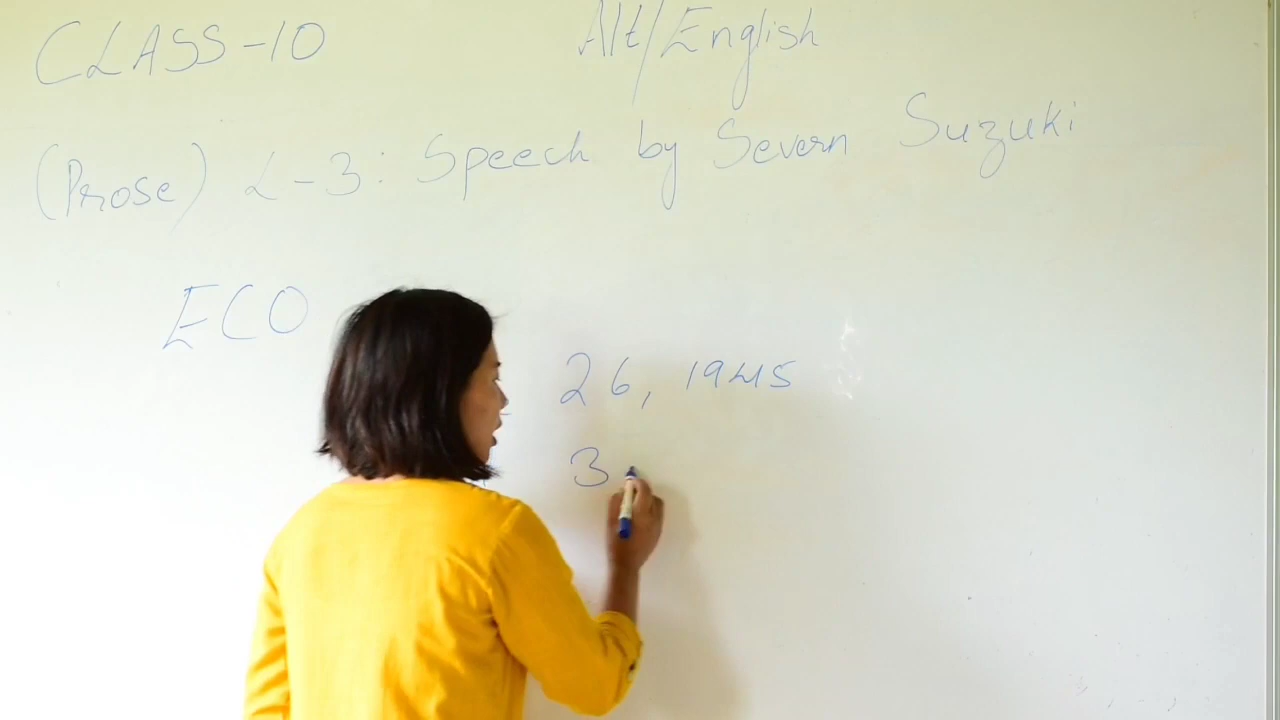 CLASS-10 Alt/English
(Prose) L-3: Speech by Severn Suzuki
ECO
26, 1945
3